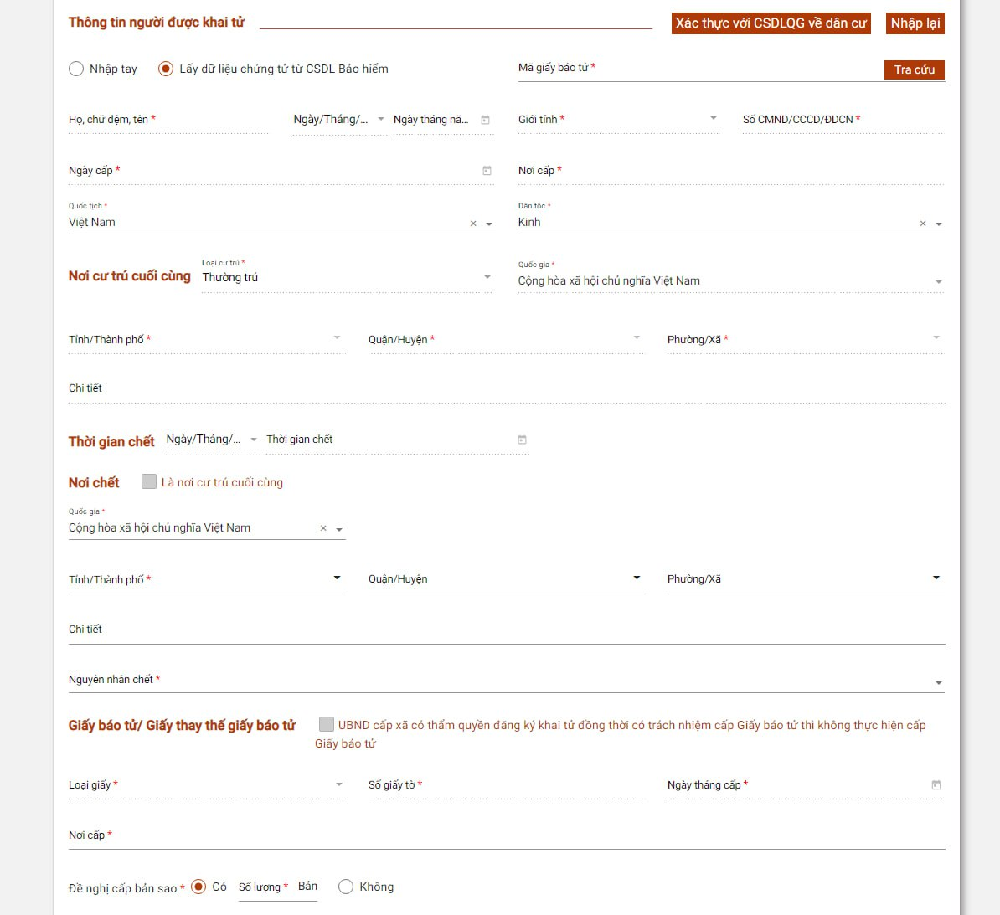 Thông tin người được khai tử
Xác thực với CSDLQG về dân cư
Nhập lại
Nhập tay
Lấy dữ liệu chứng tử từ CSDL Bảo hiểm
Mã giấy báo tử *
Tra cứu
Họ, chữ đệm, tên *
Ngày/Tháng/...
Ngày tháng nă...
Giới tính *
Số CMND/CCCD/ĐDCN *
Ngày cấp *
Nơi cấp *
Quốc tịch *
Việt Nam
Dân tộc *
Kinh
Nơi cư trú cuối cùng
Loại cư trú *
Thường trú
Quốc gia *
Cộng hòa xã hội chủ nghĩa Việt Nam
Tỉnh/Thành phố *
Quận/Huyện *
Phường/Xã *
Chi tiết
Thời gian chết
Ngày/Tháng/...
Thời gian chết
Nơi chết
Là nơi cư trú cuối cùng
Quốc gia *
Cộng hòa xã hội chủ nghĩa Việt Nam
Tỉnh/Thành phố *
Quận/Huyện
Phường/Xã
Chi tiết
Nguyên nhân chết *
Giấy báo tử/ Giấy thay thế giấy báo tử
UBND cấp xã có thẩm quyền đăng ký khai tử đồng thời có trách nhiệm cấp Giấy báo tử thì không thực hiện cấp
Giấy báo tử
Loại giấy *
Số giấy tờ *
Ngày tháng cấp *
Nơi cấp *
Đề nghị cấp bản sao *
Có
Số lượng *
Bản
Không